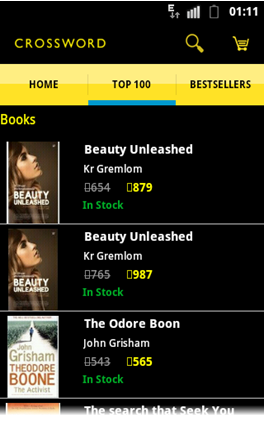 E 01:11
CROSSWORD
HOME TOP 100 BESTSELLERS
Books
Beauty Unleashed
Kr Gremlom
654 879
In Stock
BEAUTY
UNLEASHED
Beauty Unleashed
Kr Gremlom
765 987
In Stock
BEAUTY
UNLEASHED
The Odore Boon
John Grisham
543 565
In Stock
John
Grisham
THEODORE
BOONE
The Activist
The search that Seek You